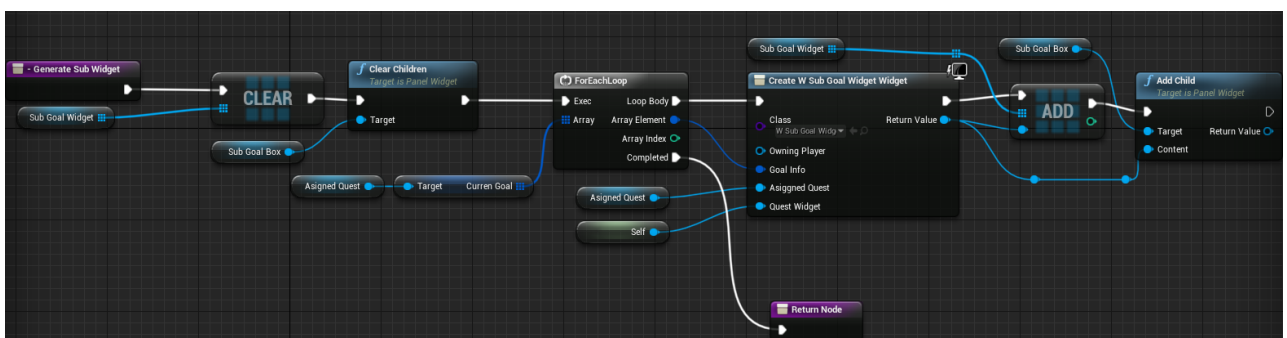 - Generate Sub Widget
Sub Goal Widget
CLEAR
Sub Goal Box
f Clear Children
Target is Panel Widget
Target
Asigned Quest
Target Curren Goal
ForEachLoop
Exec Loop Body
Array Array Element
Array Index
Completed
Asigned Quest
Self
Sub Goal Widget
Create W Sub Goal Widget Widget
Class Return Value
W Sub Goal Widg
Owning Player
Goal Info
Asiggned Quest
Quest Widget
Return Node
ADD
Sub Goal Box
f Add Child
Target is Panel Widget
Target Return Value
Content